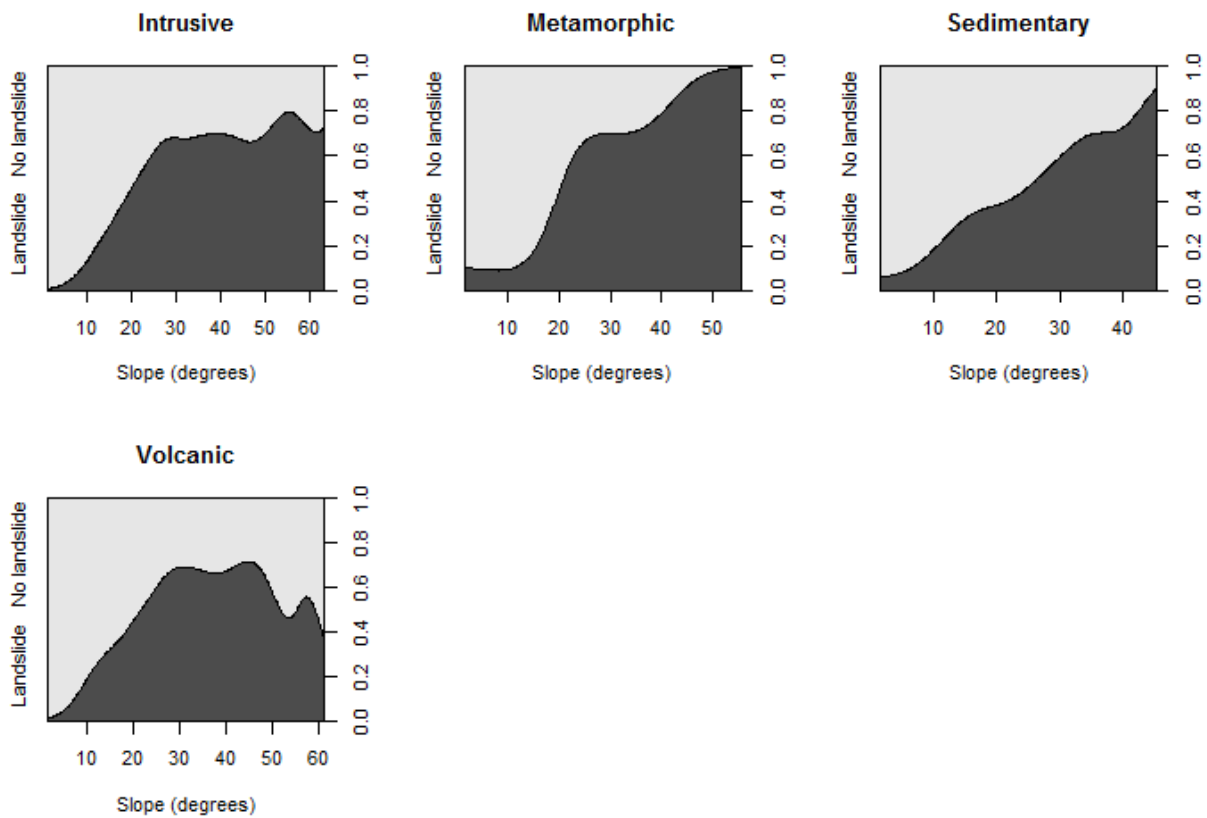 Intrusive
Landslide No landslide
0.0 0.2 0.4 0.6 0.8 1.0
10 20 30 40 50 60
Slope (degrees)
Metamorphic
Landslide No landslide
0.0 0.2 0.4 0.6 0.8 1.0
10 20 30 40 50
Slope (degrees)
Sedimentary
Landslide No landslide
0.0 0.2 0.4 0.6 0.8 1.0
10 20 30 40
Slope (degrees)
Volcanic
Landslide No landslide
0.0 0.2 0.4 0.6 0.8 1.0
10 20 30 40 50 60
Slope (degrees)